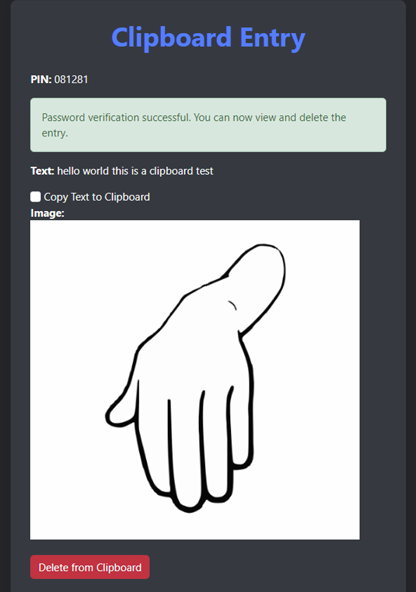 Clipboard Entry
PIN: 081281
Password verification successful. You can now view and delete the
entry.
Text: hello world this is a clipboard test
Copy Text to Clipboard
Image:
Delete from Clipboard